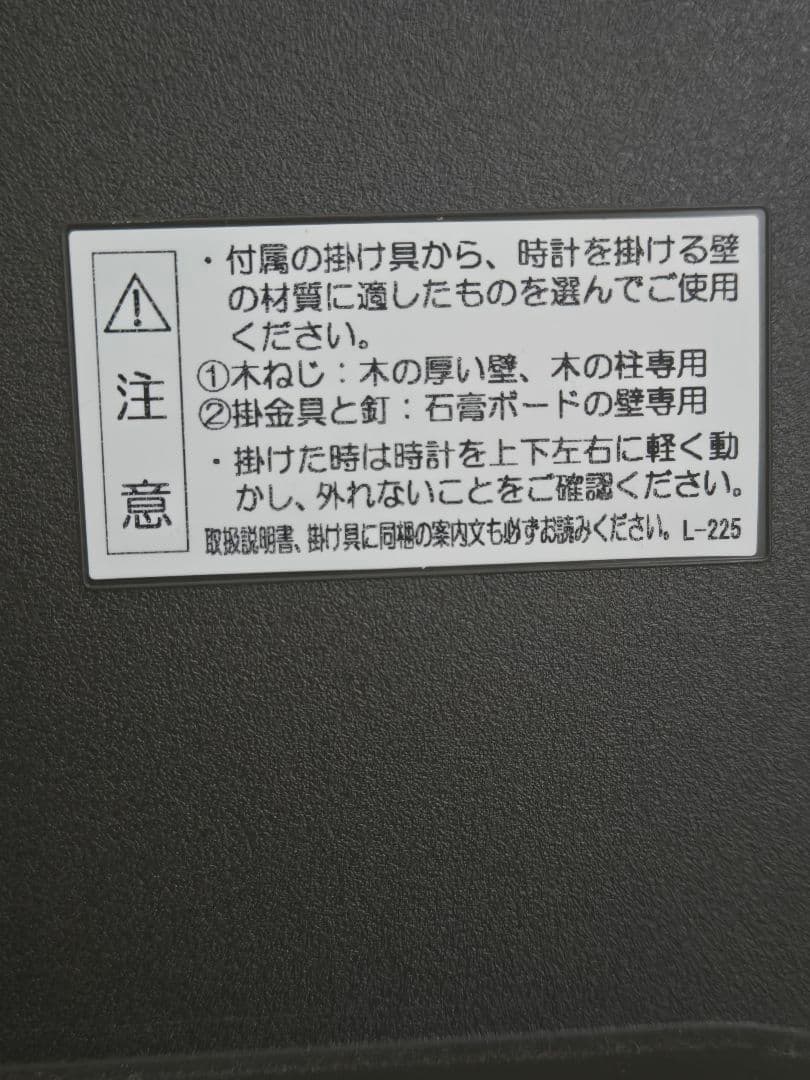 注意
・付属の掛け具から、時計を掛ける壁
の材質に適したものを選んでご使用
ください。
①木ねじ：木の厚い壁、木の柱専用
②掛金具と釘：石膏ボードの壁専用
・掛けた時は時計を上下左右に軽く動
かし、外れないことをご確認ください。
取扱説明書、掛け具に同梱の案内文も必ずお読みください。L-225